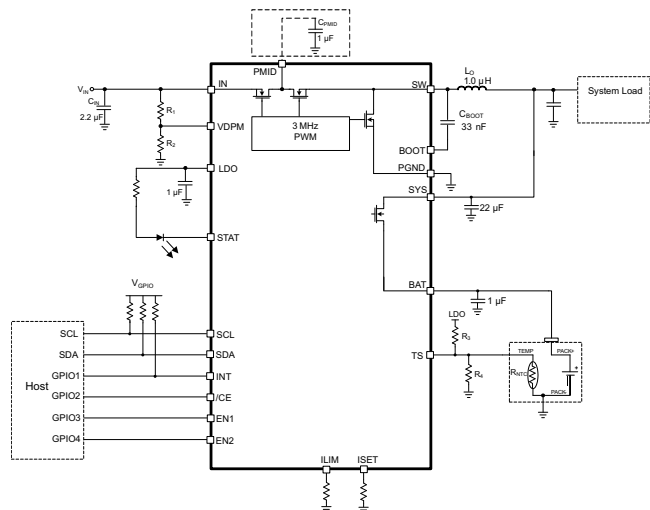 CPMID
1 µF
PMID
VIN
CIN
2.2 µF
R1
R2
IN
VDPM
3 MHz
PWM
SW
LO
1.0 µH
CBOOT
33 nF
BOOT
PGND
System Load
LDO
1 µF
STAT
SYS
22 µF
BAT
1 µF
VGPIO
LDO
R3
TS
R4
TEMP
PACK+
RNTC
+
PACK-
Host
SCL
SDA
GPIO1
GPIO2
GPIO3
GPIO4
SCL
SDA
INT
/CE
EN1
EN2
ILIM
ISET